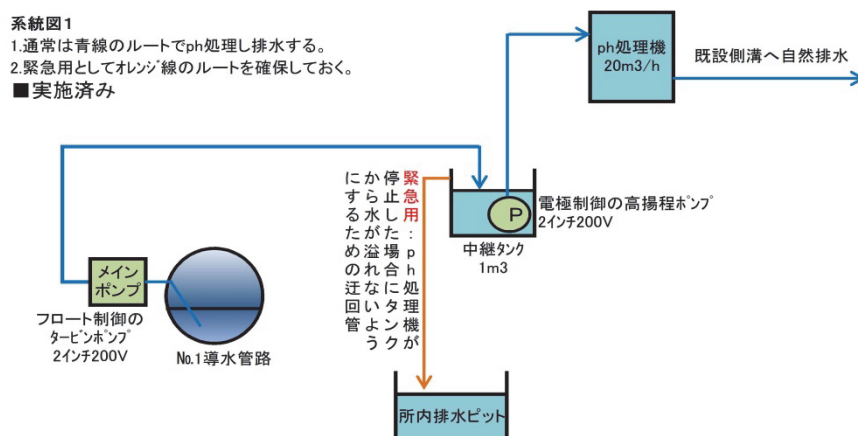 系統図1
1.通常は青線のルートでph処理し排水する。
2.緊急用としてオレンジ線のルートを確保しておく。
■実施済み
ph処理機
20m3/h
既設側溝へ自然排水
緊急用:ph処理機が
停止した場合にタンク
から水が溢れないよう
にするための迂回管
P
電極制御の高揚程ポンプ
2インチ200V
中継タンク
1m3
メイン
ポンプ
フロート制御の
タービンポンプ
2インチ200V
No.1導水管路
所内排水ピット